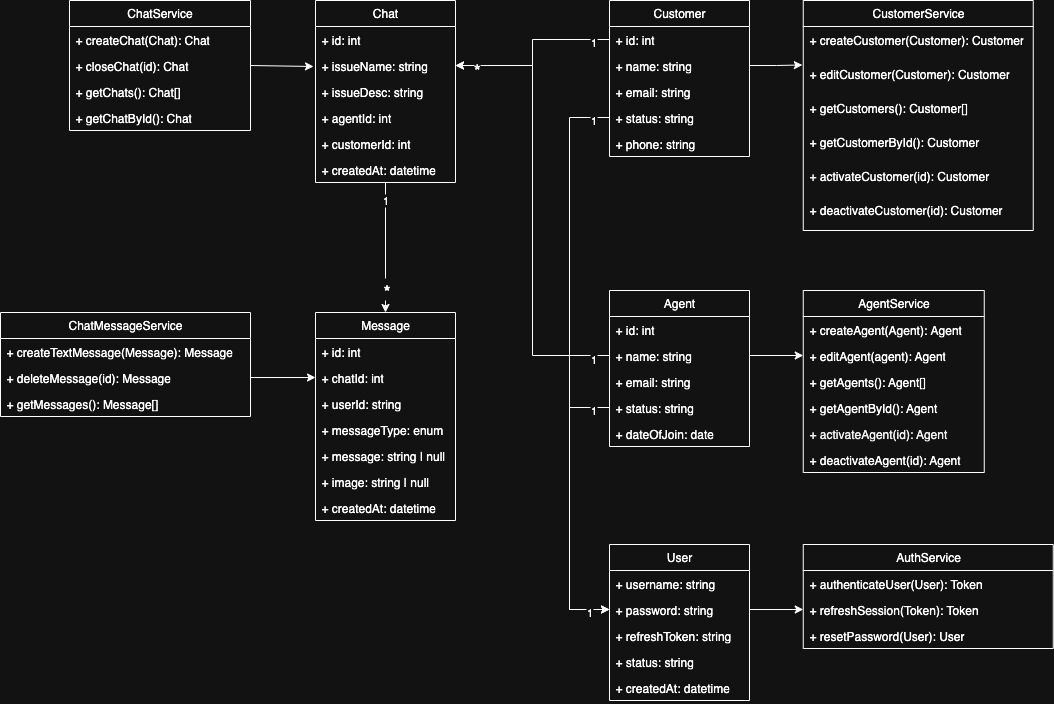 ChatService
+ createChat(Chat): Chat
+ closeChat(id): Chat
+ getChats(): Chat[]
+ getChatById(): Chat
Chat
+ id: int
+ issueName: string
+ issueDesc: string
+ agentId: int
+ customerId: int
+ createdAt: datetime
1
*
*
Customer
+ id: int
+ name: string
+ email: string
+ status: string
+ phone: string
1
1
CustomerService
+ createCustomer(Customer): Customer
+ editCustomer(Customer): Customer
+ getCustomers(): Customer[]
+ getCustomerById(): Customer
+ activateCustomer(id): Customer
+ deactivateCustomer(id): Customer
ChatMessageService
+ createTextMessage(Message): Message
+ deleteMessage(id): Message
+ getMessages(): Message[]
Message
+ id: int
+ chatId: int
+ userId: string
+ messageType: enum
+ message: string | null
+ image: string | null
+ createdAt: datetime
Agent
+ id: int
+ name: string
+ email: string
+ status: string
+ dateOfJoin: date
1
1
AgentService
+ createAgent(Agent): Agent
+ editAgent(agent): Agent
+ getAgents(): Agent[]
+ getAgentById(): Agent
+ activateAgent(id): Agent
+ deactivateAgent(id): Agent
User
+ username: string
+ password: string
+ refreshToken: string
+ status: string
+ createdAt: datetime
1
AuthService
+ authenticateUser(User): Token
+ refreshSession(Token): Token
+ resetPassword(User): User